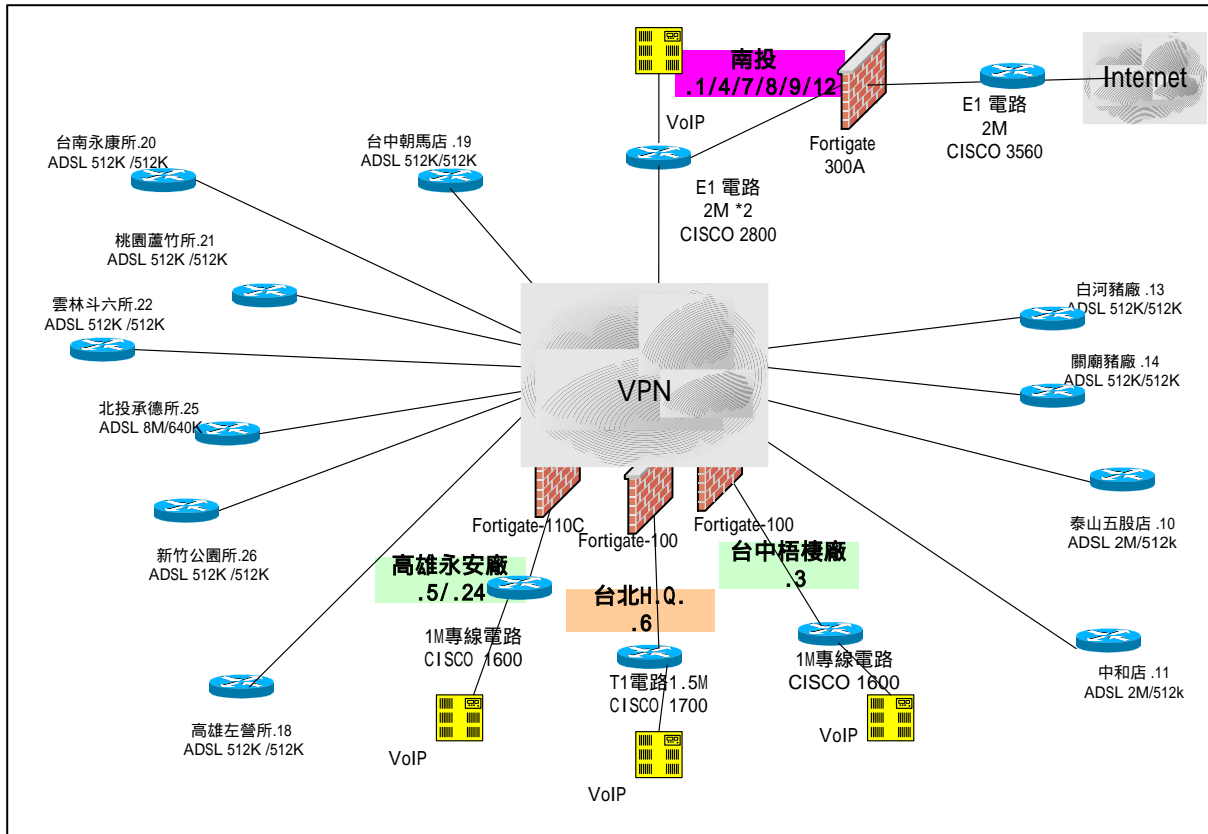 南投
.1/4/7/8/9/12
VoIP
Fortigate
300A
E1 電路
2M
CISCO 3560
Internet
E1 電路
2M *2
CISCO 2800
台南永康所.20
ADSL 512K /512K
台中朝馬店 .19
ADSL 512K/512K
桃園蘆竹所.21
ADSL 512K /512K
雲林斗六所.22
ADSL 512K /512K
北投承德所.25
ADSL 8M/640K
新竹公園所.26
ADSL 512K /512K
高雄左營所.18
ADSL 512K /512K
VPN
白河豬廠 .13
ADSL 512K/512K
關廟豬廠 .14
ADSL 512K/512K
泰山五股店 .10
ADSL 2M/512k
中和店 .11
ADSL 2M/512k
Fortigate-110C
Fortigate-100
Fortigate-100
高雄永安廠
.5/.24
1M專線電路
CISCO 1600
VoIP
台北H.Q.
.6
T1電路1.5M
CISCO 1700
VoIP
台中梧棲廠
.3
1M專線電路
CISCO 1600
VoIP